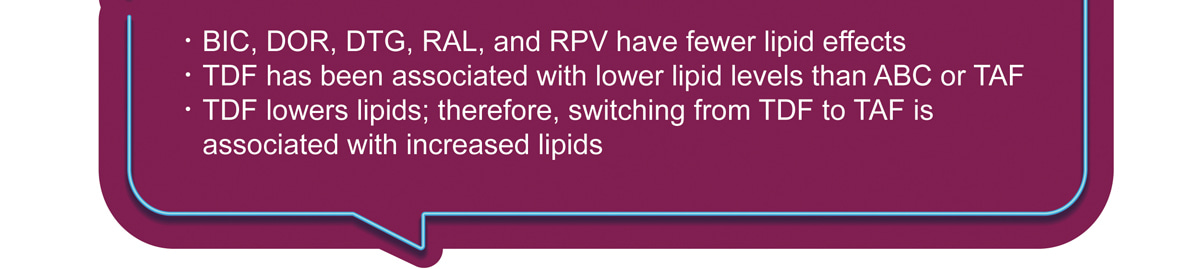 · BIC, DOR, DTG, RAL, and RPV have fewer lipid effects
· TDF has been associated with lower lipid levels than ABC or TAF
· TDF lowers lipids; therefore, switching from TDF to TAF is
associated with increased lipids